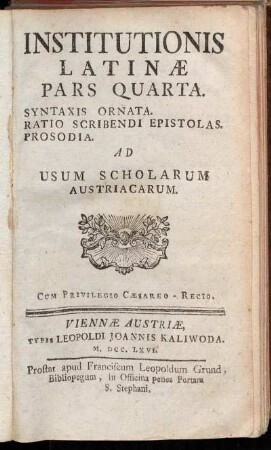 INSTITUTIONIS
LATINÆ
PARS QUARTA.
SYNTAXIS ORNATA.
RATIO SCRIBENDI EPISTOLAS.
PROSODIA.
AD
USUM SCHOLARUM
AUSTRIACARUM.
CUM PRIVILEGIO CÆSAREO - REGIO.
VIENNÆ AUSTRIÆ,
TYPIS LEOPOLDI JOANNIS KALIWODA.
M. DCC. LXVI.
Prostat apud Franciscum Leopoldum Grund,
Bibliopegum, in Officina penes Portam
S. Stephani.